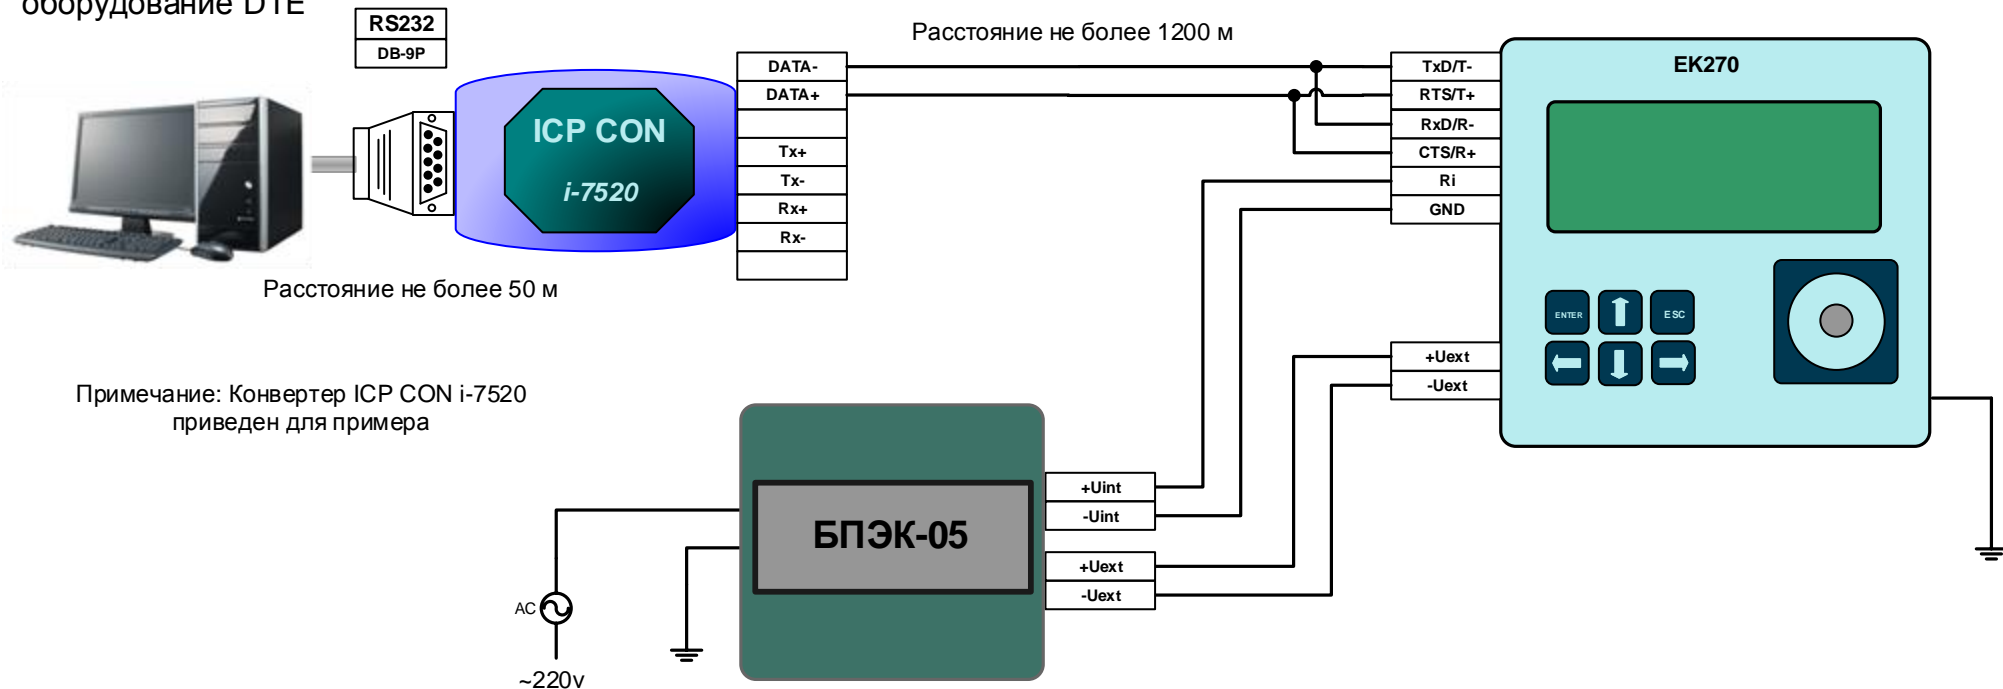 оборудование DTE
RS232
DB-9P
Расстояние не более 1200 м
DATA-
DATA+
Tx+
Tx-
Rx+
Rx-
ICP CON
i-7520
TxD/T-
RTS/T+
RxD/R-
CTS/R+
Ri
GND
EK270
Расстояние не более 50 м
ENTER
ESC
+Uext
-Uext
Примечание: Конвертер ICP CON i-7520
приведен для примера
БПЭК-05
+Uint
-Uint
+Uext
-Uext
AC
~220v